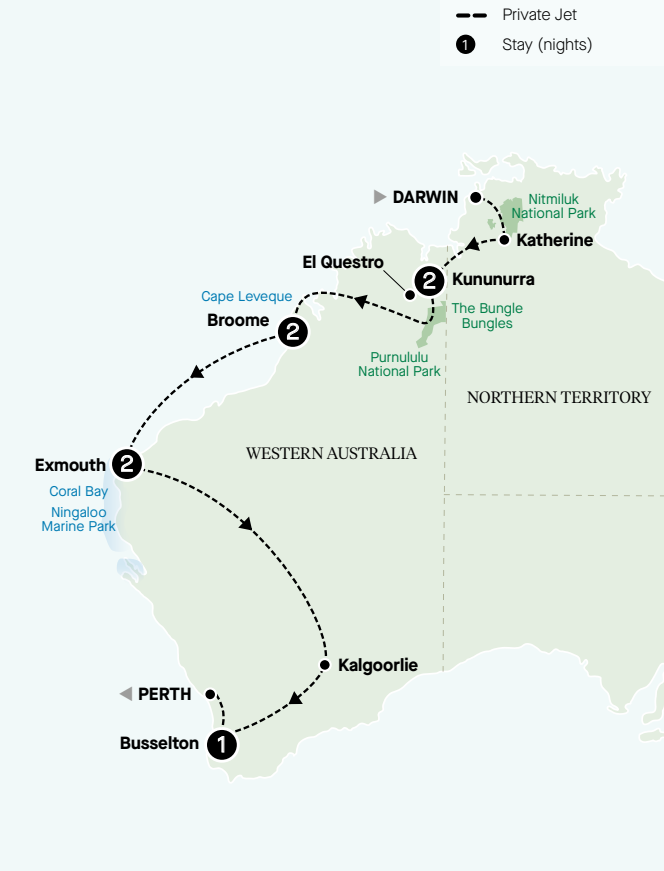 Private Jet
1 Stay (nights)
DARWIN
Nitmiluk
National Park
Katherine
El Questro
2 Kununurra
Cape Leveque
The Bungle
Bungles
Broome 2
Purnululu
National Park
NORTHERN TERRITORY
WESTERN AUSTRALIA
Exmouth 2
Coral Bay
Ningaloo
Marine Park
Kalgoorlie
PERTH
Busselton 1